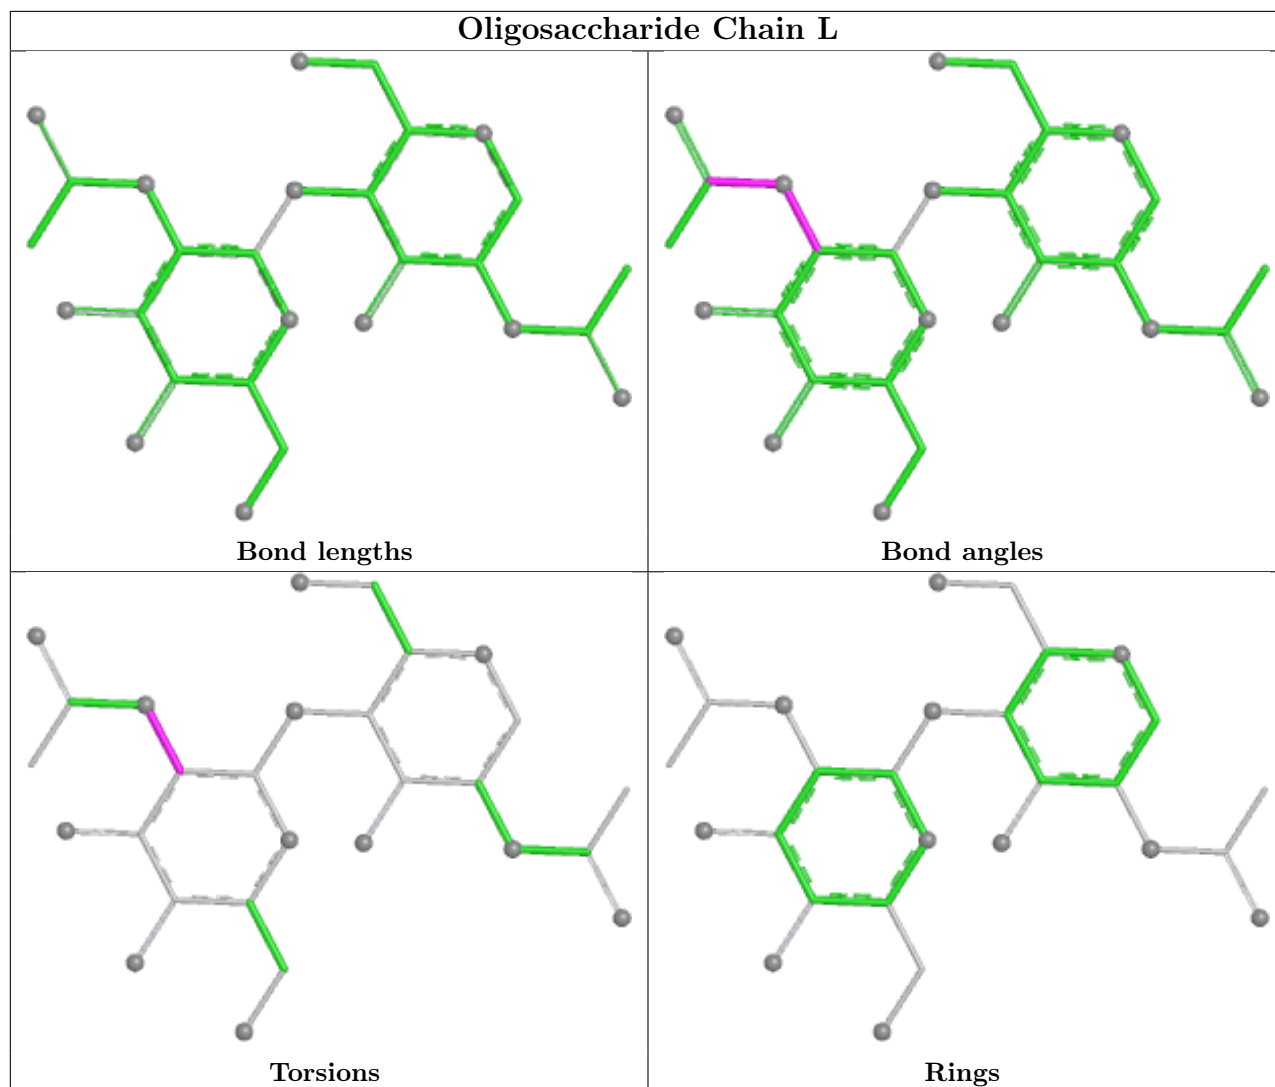 Oligosaccharide Chain L
Bond lengths
Bond angles
Torsions
Rings